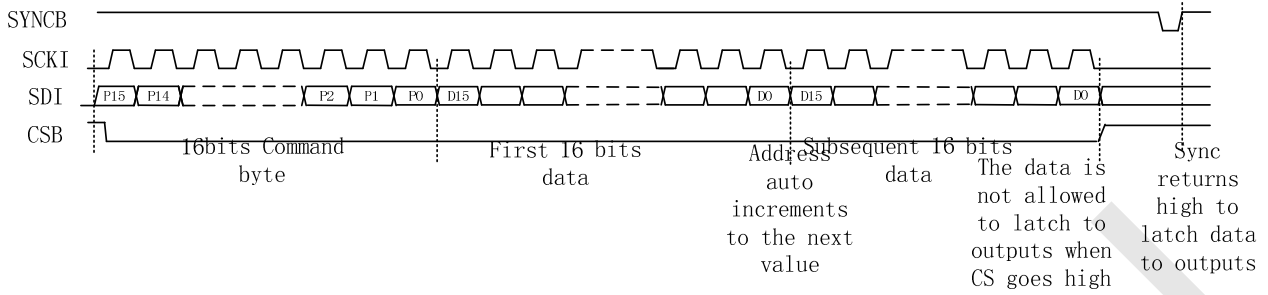 SYNCB
SCKI
SDI
P15 P14 P2 P1 P0 D15 D0 D15 D0
CSB
16bits Command
byte
First 16 bits
data
Address
auto
increments
to the next
value
Subsequent 16 bits
data
The data is
not allowed
to latch to
outputs when
CS goes high
Sync
returns
high to
latch data
to outputs